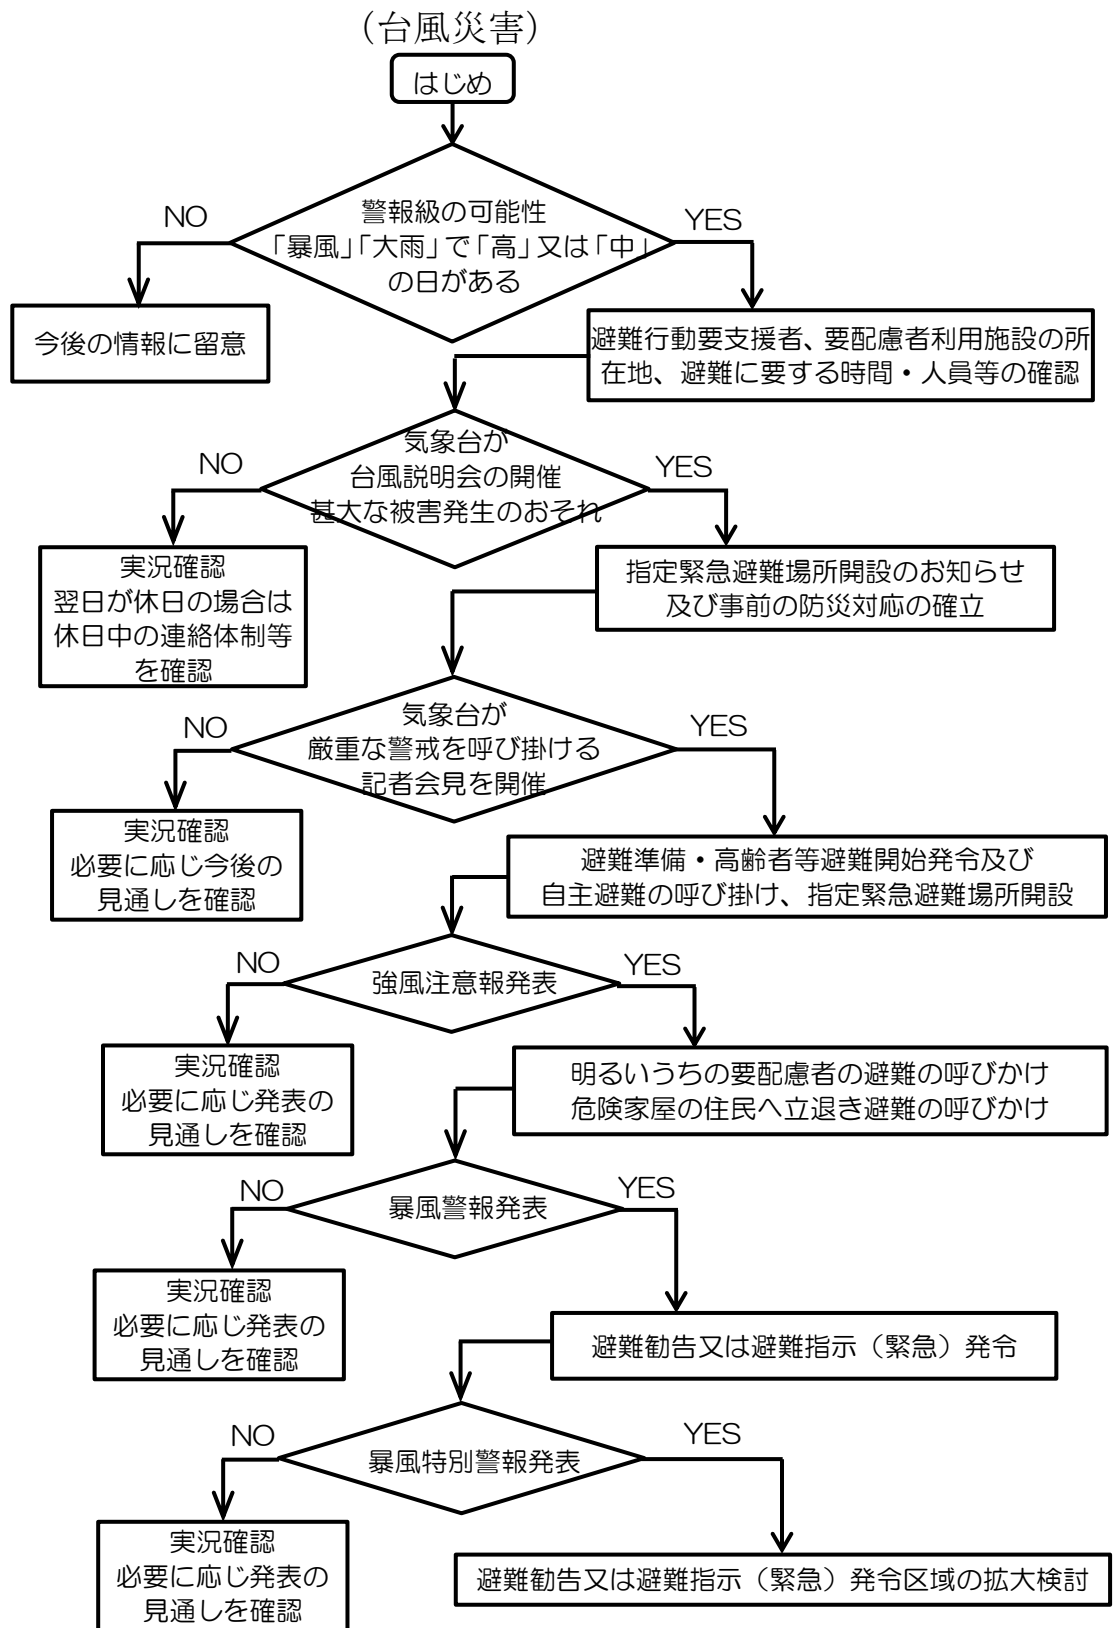 （台風災害）
はじめ
警報級の可能性
「暴風」「大雨」で「高」又は「中」
の日がある
NO
YES
今後の情報に留意
避難行動要支援者、要配慮者利用施設の所
在地、避難に要する時間・人員等の確認
気象台が
台風説明会の開催
甚大な被害発生のおそれ
NO
YES
実況確認
翌日が休日の場合は
休日中の連絡体制等
を確認
指定緊急避難場所開設のお知らせ
及び事前の防災対応の確立
気象台が
厳重な警戒を呼び掛ける
記者会見を開催
NO
YES
実況確認
必要に応じ今後の
見通しを確認
避難準備・高齢者等避難開始発令及び
自主避難の呼び掛け、指定緊急避難場所開設
強風注意報発表
NO
YES
実況確認
必要に応じ発表の
見通しを確認
明るいうちの要配慮者の避難の呼びかけ
危険家屋の住民へ立退き避難の呼びかけ
暴風警報発表
NO
YES
実況確認
必要に応じ発表の
見通しを確認
避難勧告又は避難指示（緊急）発令
暴風特別警報発表
NO
YES
実況確認
必要に応じ発表の
見通しを確認
避難勧告又は避難指示（緊急）発令区域の拡大検討